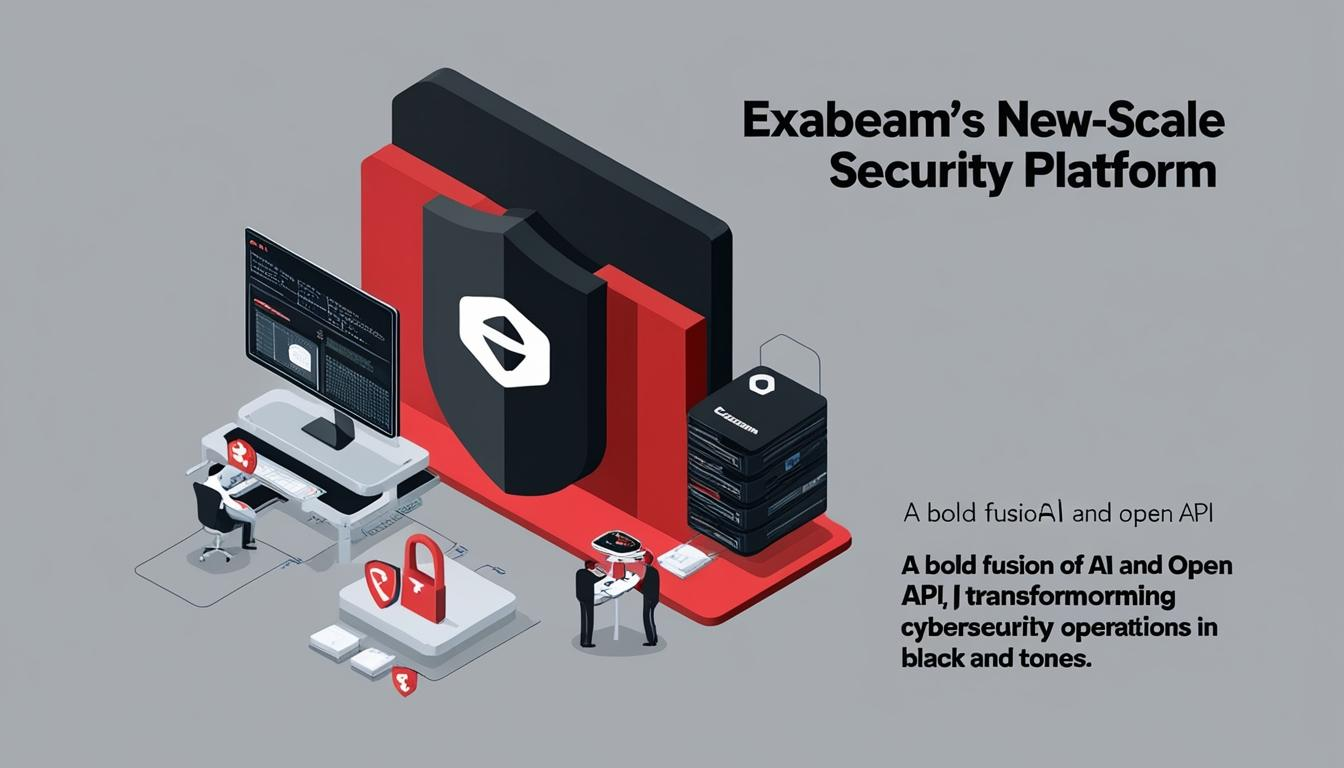 Exabeam’s New-Scale
Security Platform
A bold fusioAI and open API
A bold fusion of AI and Open
API, | transformorming
cyberseurity operattions in
black and tones.